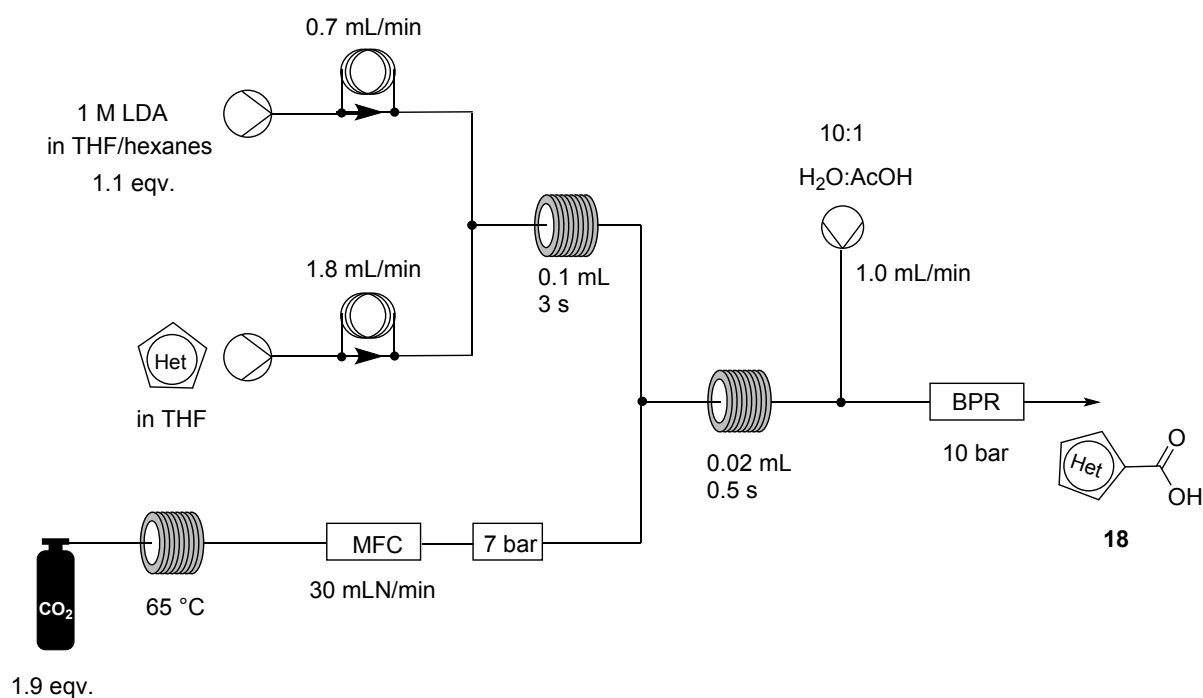 0.7 mL/min
1 M LDA
in THF/hexanes
1.1 eqv.
10:1
H₂O:AcOH
1.0 mL/min
1.8 mL/min
0.1 mL
3 s
Het
in THF
BPR
10 bar
0.02 mL
0.5 s
Het
O
OH
18
CO₂
65 °C
MFC
30 mLN/min
7 bar
1.9 eqv.